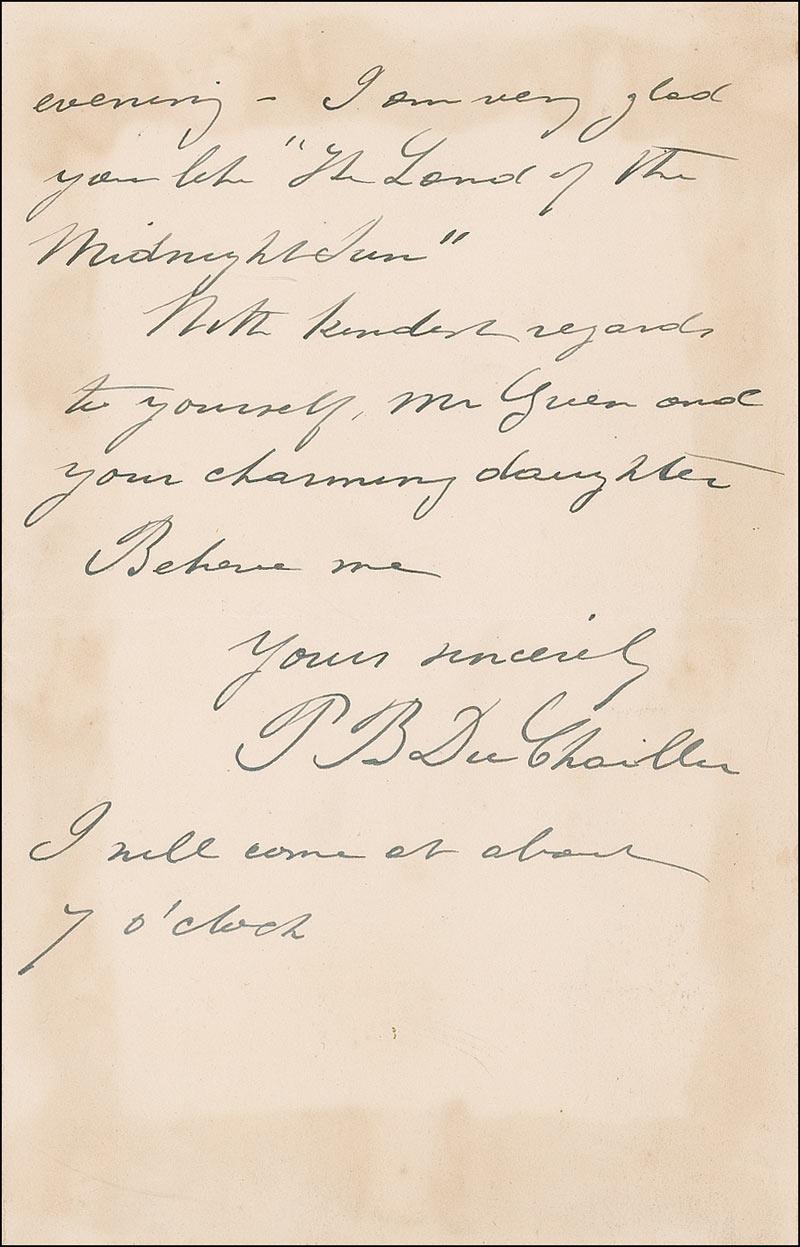 evening - I am very glad
you like "The Land of the
Midnight Sun"
With kindest regards
to yourself, Mr Green and
your charming daughter
Believe me
Yours sincerely
P B Du Chaillu
I will come at about
7 o'clock